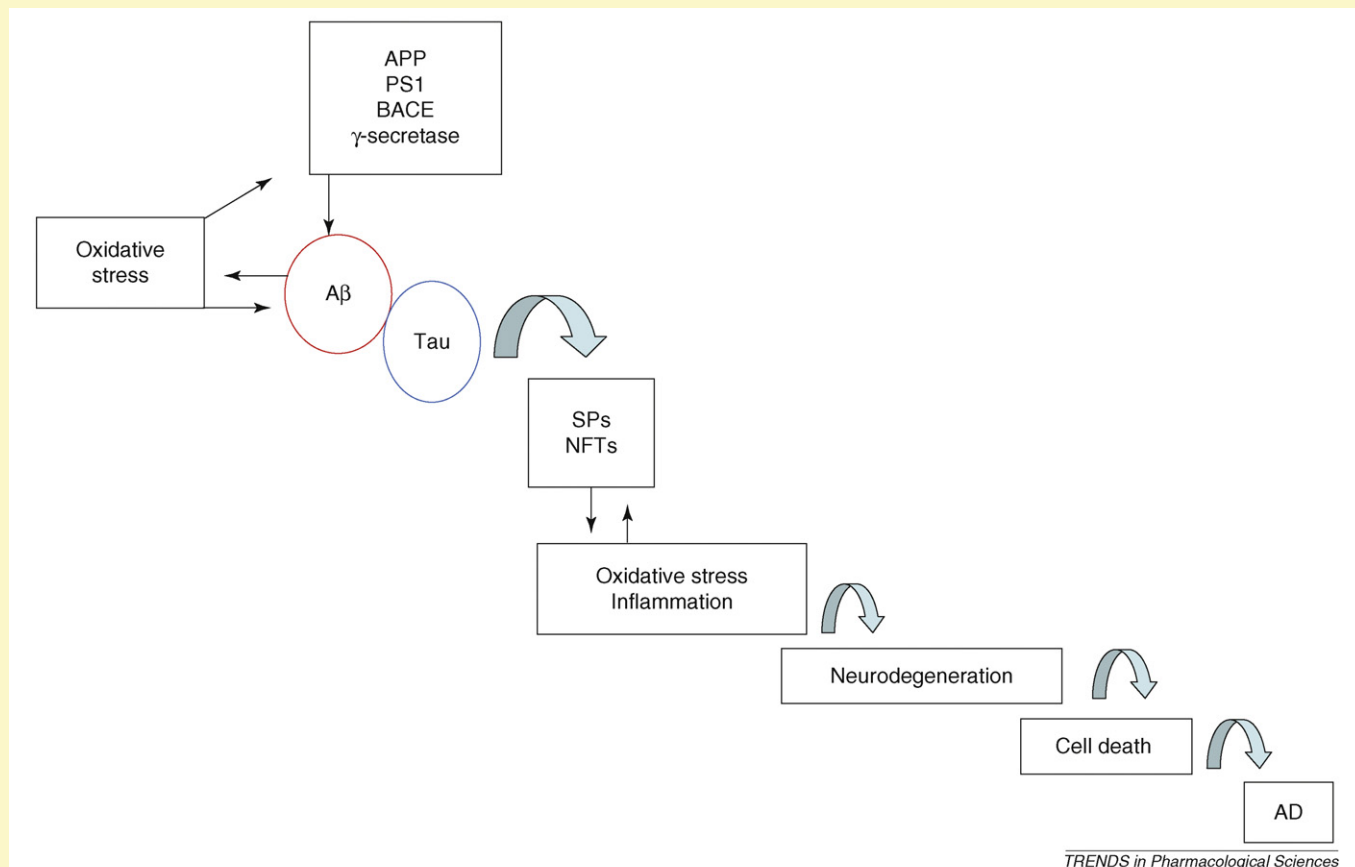 APP
PS1
BACE
γ-secretase
Oxidative
stress
Aβ
Tau
SPs
NFTs
Oxidative stress
Inflammation
Neurodegeneration
Cell death
AD
TRENDS in Pharmacological Sciences